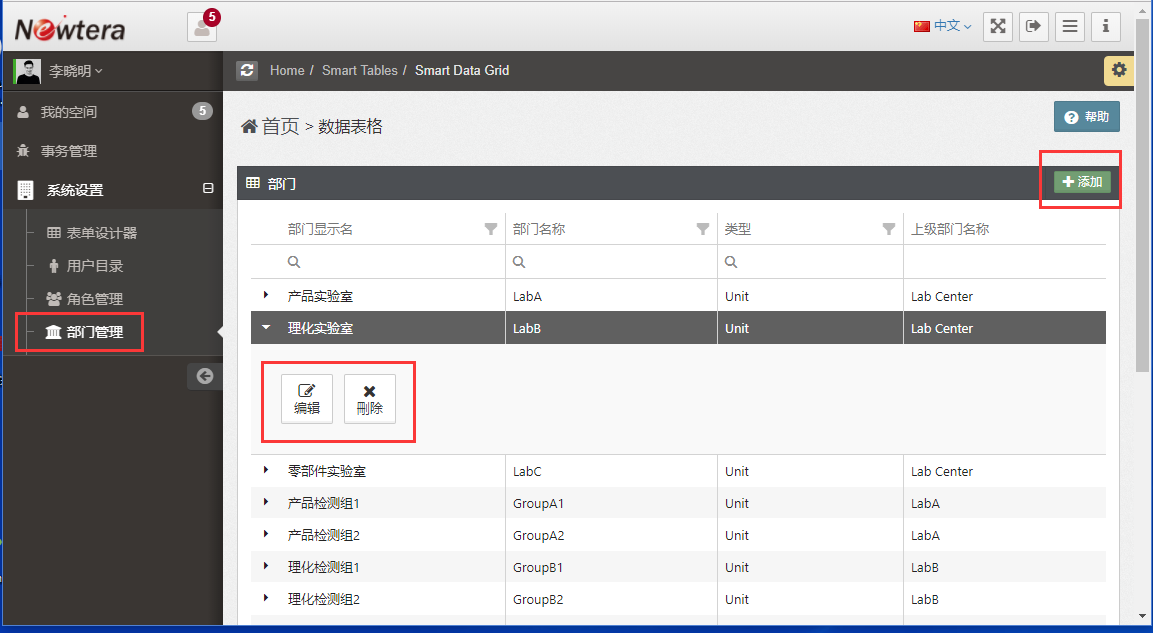 Newtera
5
中文
李晓明
Home / Smart Tables / Smart Data Grid
我的空间
5
首页 > 数据表格
帮助
事务管理
系统设置
部门
添加
表单设计器
用户目录
角色管理
部门管理
部门显示名 部门名称 类型 上级部门名称
产品实验室 LabA Unit Lab Center
理化实验室 LabB Unit Lab Center
编辑 刪除
零部件实验室 LabC Unit Lab Center
产品检测组1 GroupA1 Unit LabA
产品检测组2 GroupA2 Unit LabA
理化检测组1 GroupB1 Unit LabB
理化检测组2 GroupB2 Unit LabB